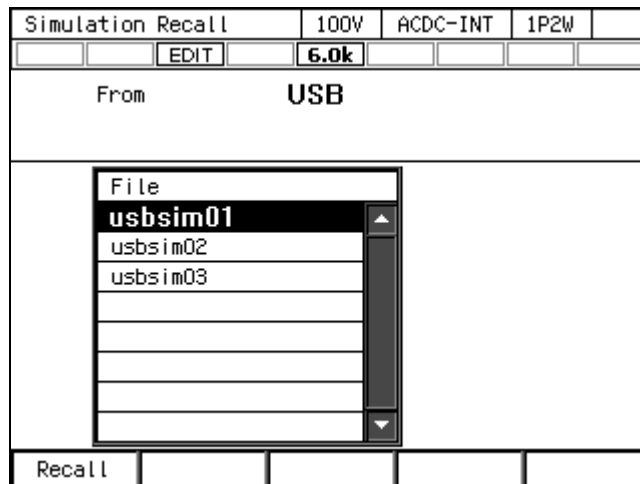 Simulation Recall 100V ACDC-INT 1P2W
EDIT 6.0k
From USB
File
usbsim01
usbsim02
usbsim03
Recall